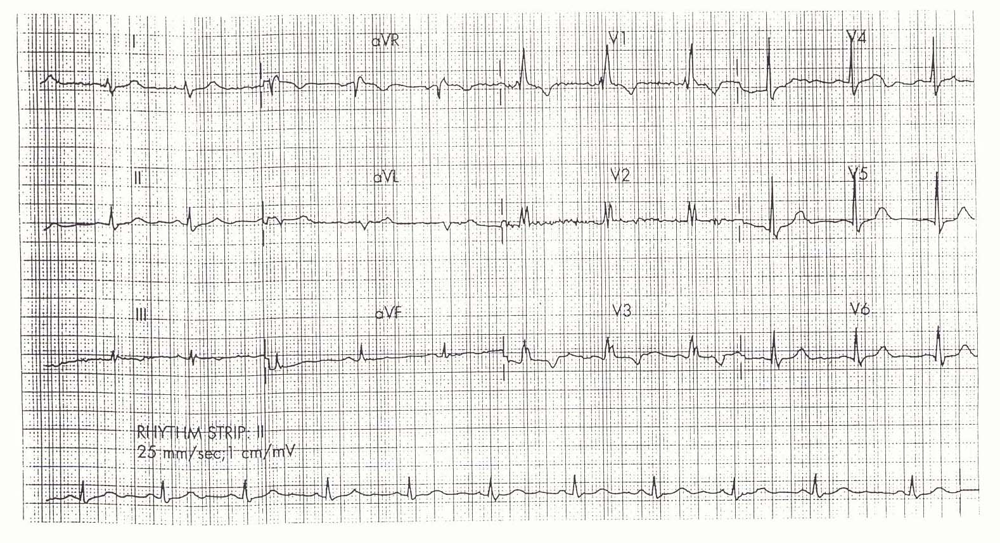 I aVR V1 V4
II aVL V2 V5
III aVF V3 V6
RHYTHM STRIP: II
25 mm/sec; 1 cm/mV